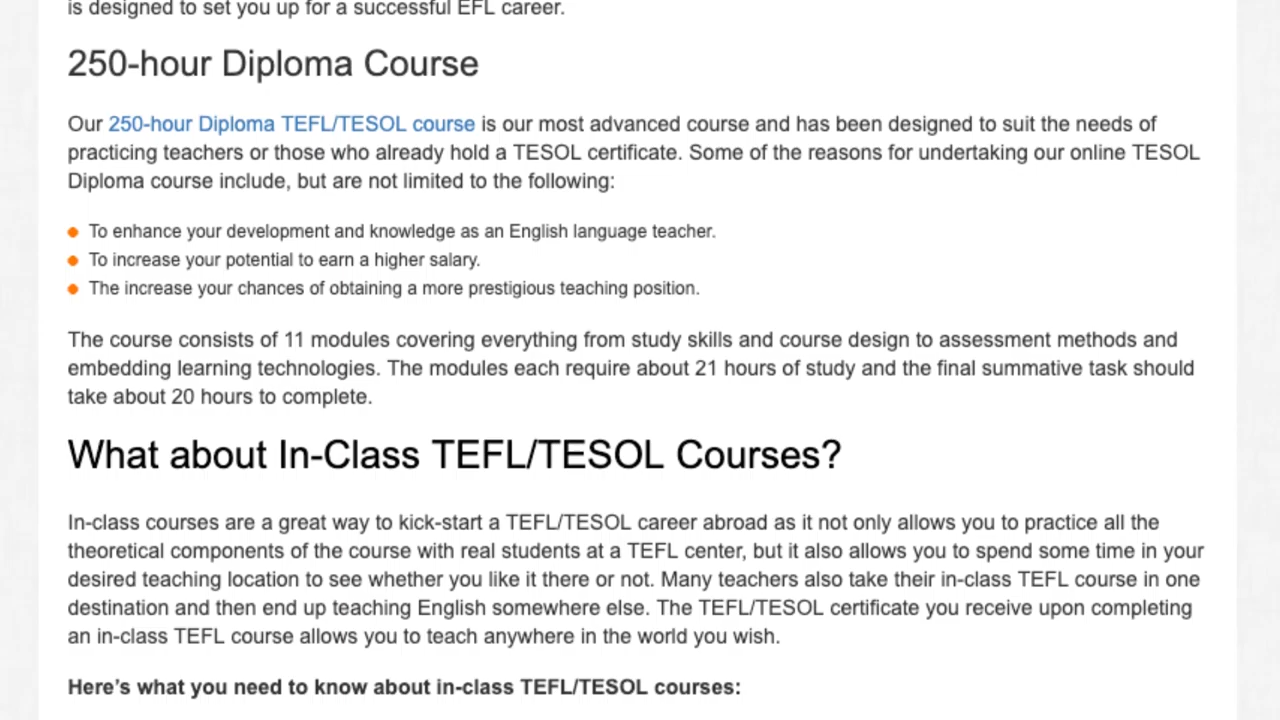 is designed to set you up for a successful EFL career.
250-hour Diploma Course
Our 250-hour Diploma TEFL/TESOL course is our most advanced course and has been designed to suit the needs of
practicing teachers or those who already hold a TESOL certificate. Some of the reasons for undertaking our online TESOL
Diploma course include, but are not limited to the following:
To enhance your development and knowledge as an English language teacher.
To increase your potential to earn a higher salary.
The increase your chances of obtaining a more prestigious teaching position.
The course consists of 11 modules covering everything from study skills and course design to assessment methods and
embedding learning technologies. The modules each require about 21 hours of study and the final summative task should
take about 20 hours to complete.
What about In-Class TEFL/TESOL Courses?
In-class courses are a great way to kick-start a TEFL/TESOL career abroad as it not only allows you to practice all the
theoretical components of the course with real students at a TEFL center, but it also allows you to spend some time in your
desired teaching location to see whether you like it there or not. Many teachers also take their in-class TEFL course in one
destination and then end up teaching English somewhere else. The TEFL/TESOL certificate you receive upon completing
an in-class TEFL course allows you to teach anywhere in the world you wish.
Here’s what you need to know about in-class TEFL/TESOL courses: